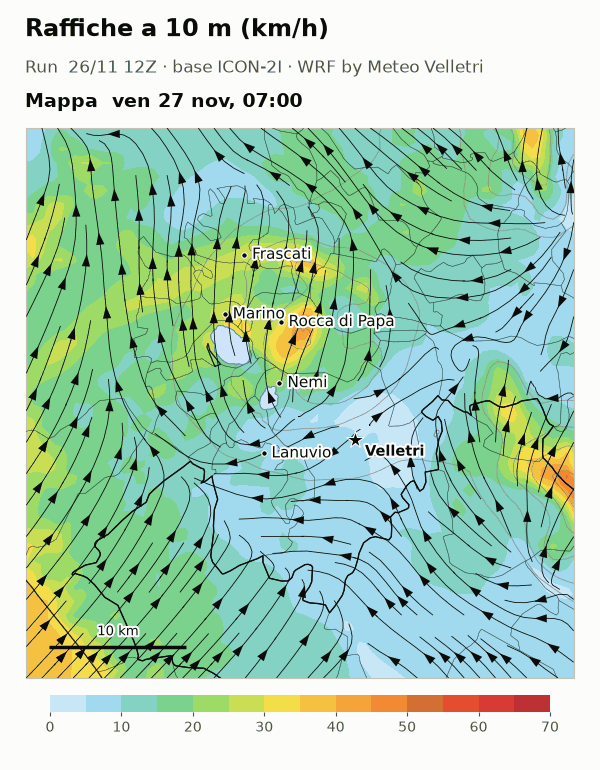 Raffiche a 10 m (km/h)
Run  26/11 12Z · base ICON-2I · WRF by Meteo Velletri
Mappa  ven 27 nov, 07:00
Frascati
Marino
Rocca di Papa
Nemi
Lanuvio
Velletri
10 km
0 10 20 30 40 50 60 70